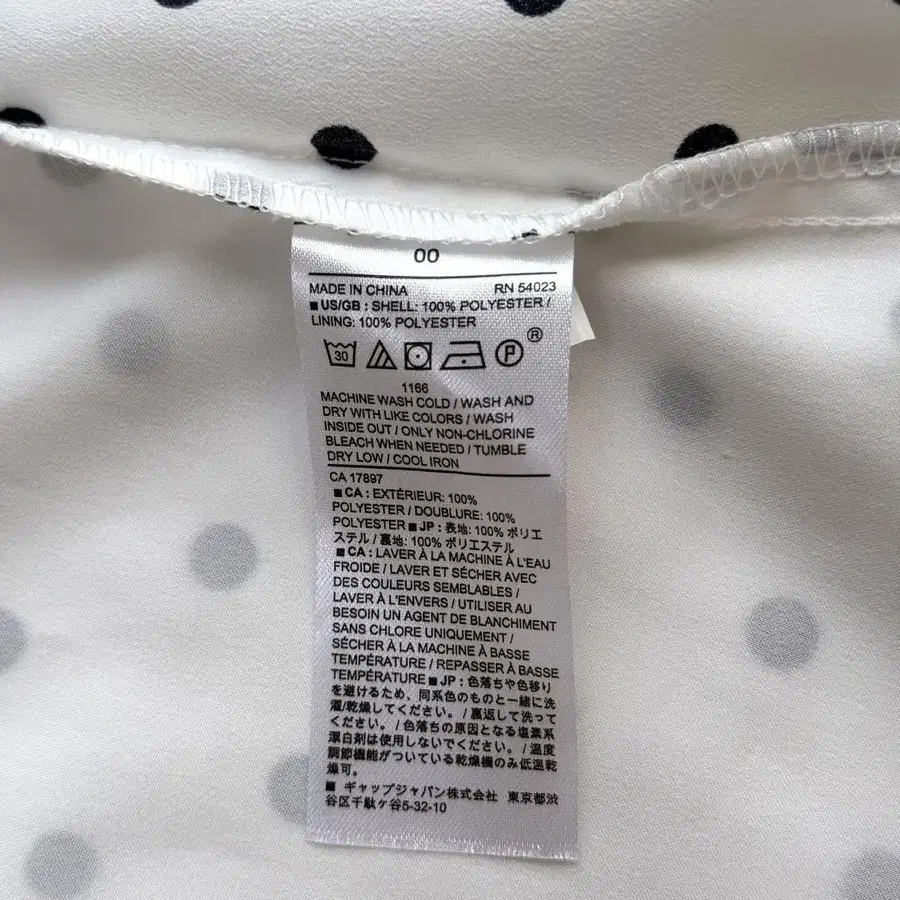 00
MADE IN CHINA RN 54023
■ US/GB : SHELL: 100% POLYESTER /
LINING: 100% POLYESTER
30 P ®
1166
MACHINE WASH COLD / WASH AND
DRY WITH LIKE COLORS / WASH
INSIDE OUT / ONLY NON-CHLORINE
BLEACH WHEN NEEDED / TUMBLE
DRY LOW / COOL IRON
CA 17897
■ CA : EXTÉRIEUR: 100%
POLYESTER / DOUBLURE: 100%
POLYESTER ■ JP : 表地: 100% ポリエ
ステル / 裏地: 100% ポリエステル
■ CA : LAVER À LA MACHINE À L'EAU
FROIDE / LAVER ET SÉCHER AVEC
DES COULEURS SEMBLABLES /
LAVER À L'ENVERS / UTILISER AU
BESOIN UN AGENT DE BLANCHIMENT
SANS CHLORE UNIQUEMENT /
SÉCHER À LA MACHINE À BASSE
TEMPÉRATURE / REPASSER À BASSE
TEMPÉRATURE ■ JP : 色落ちや色移り
を避けるため、同系色のものと一緒に洗
濯/乾燥してください。/ 裏返して洗って
ください。/ 色落ちの原因となる塩素系
漂白剤は使用しないでください。/ 温度
調節機能がついている乾燥機のみ低温乾
燥可。
■ ギャップジャパン株式会社 東京都渋
谷区千駄ヶ谷5-32-10